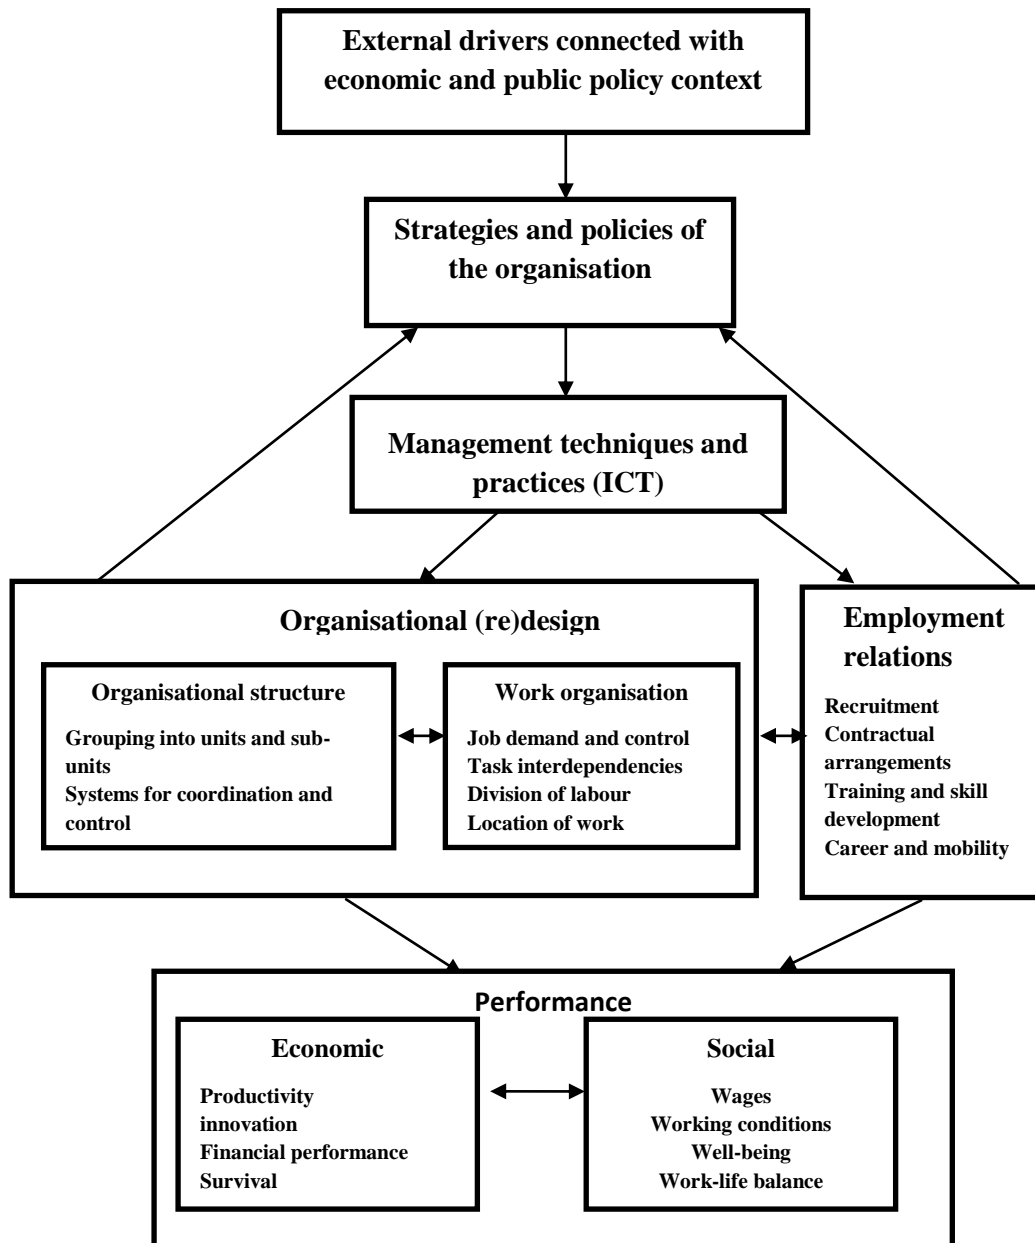 External drivers connected with
economic and public policy context
Strategies and policies of
the organisation
Management techniques and
practices (ICT)
Organisational (re)design
Organisational structure
Grouping into units and sub-
units
Systems for coordination and
control
Work organisation
Job demand and control
Task interdependencies
Division of labour
Location of work
Employment
relations
Recruitment
Contractual
arrangements
Training and skill
development
Career and mobility
Performance
Economic
Productivity
innovation
Financial performance
Survival
Social
Wages
Working conditions
Well-being
Work-life balance